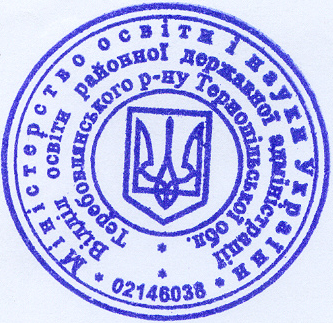 Міністерство освіти і науки України
* 02146038 *
Відділ освіти районної державної адміністрації
Теребовлянського р-ну Тернопільської обл.